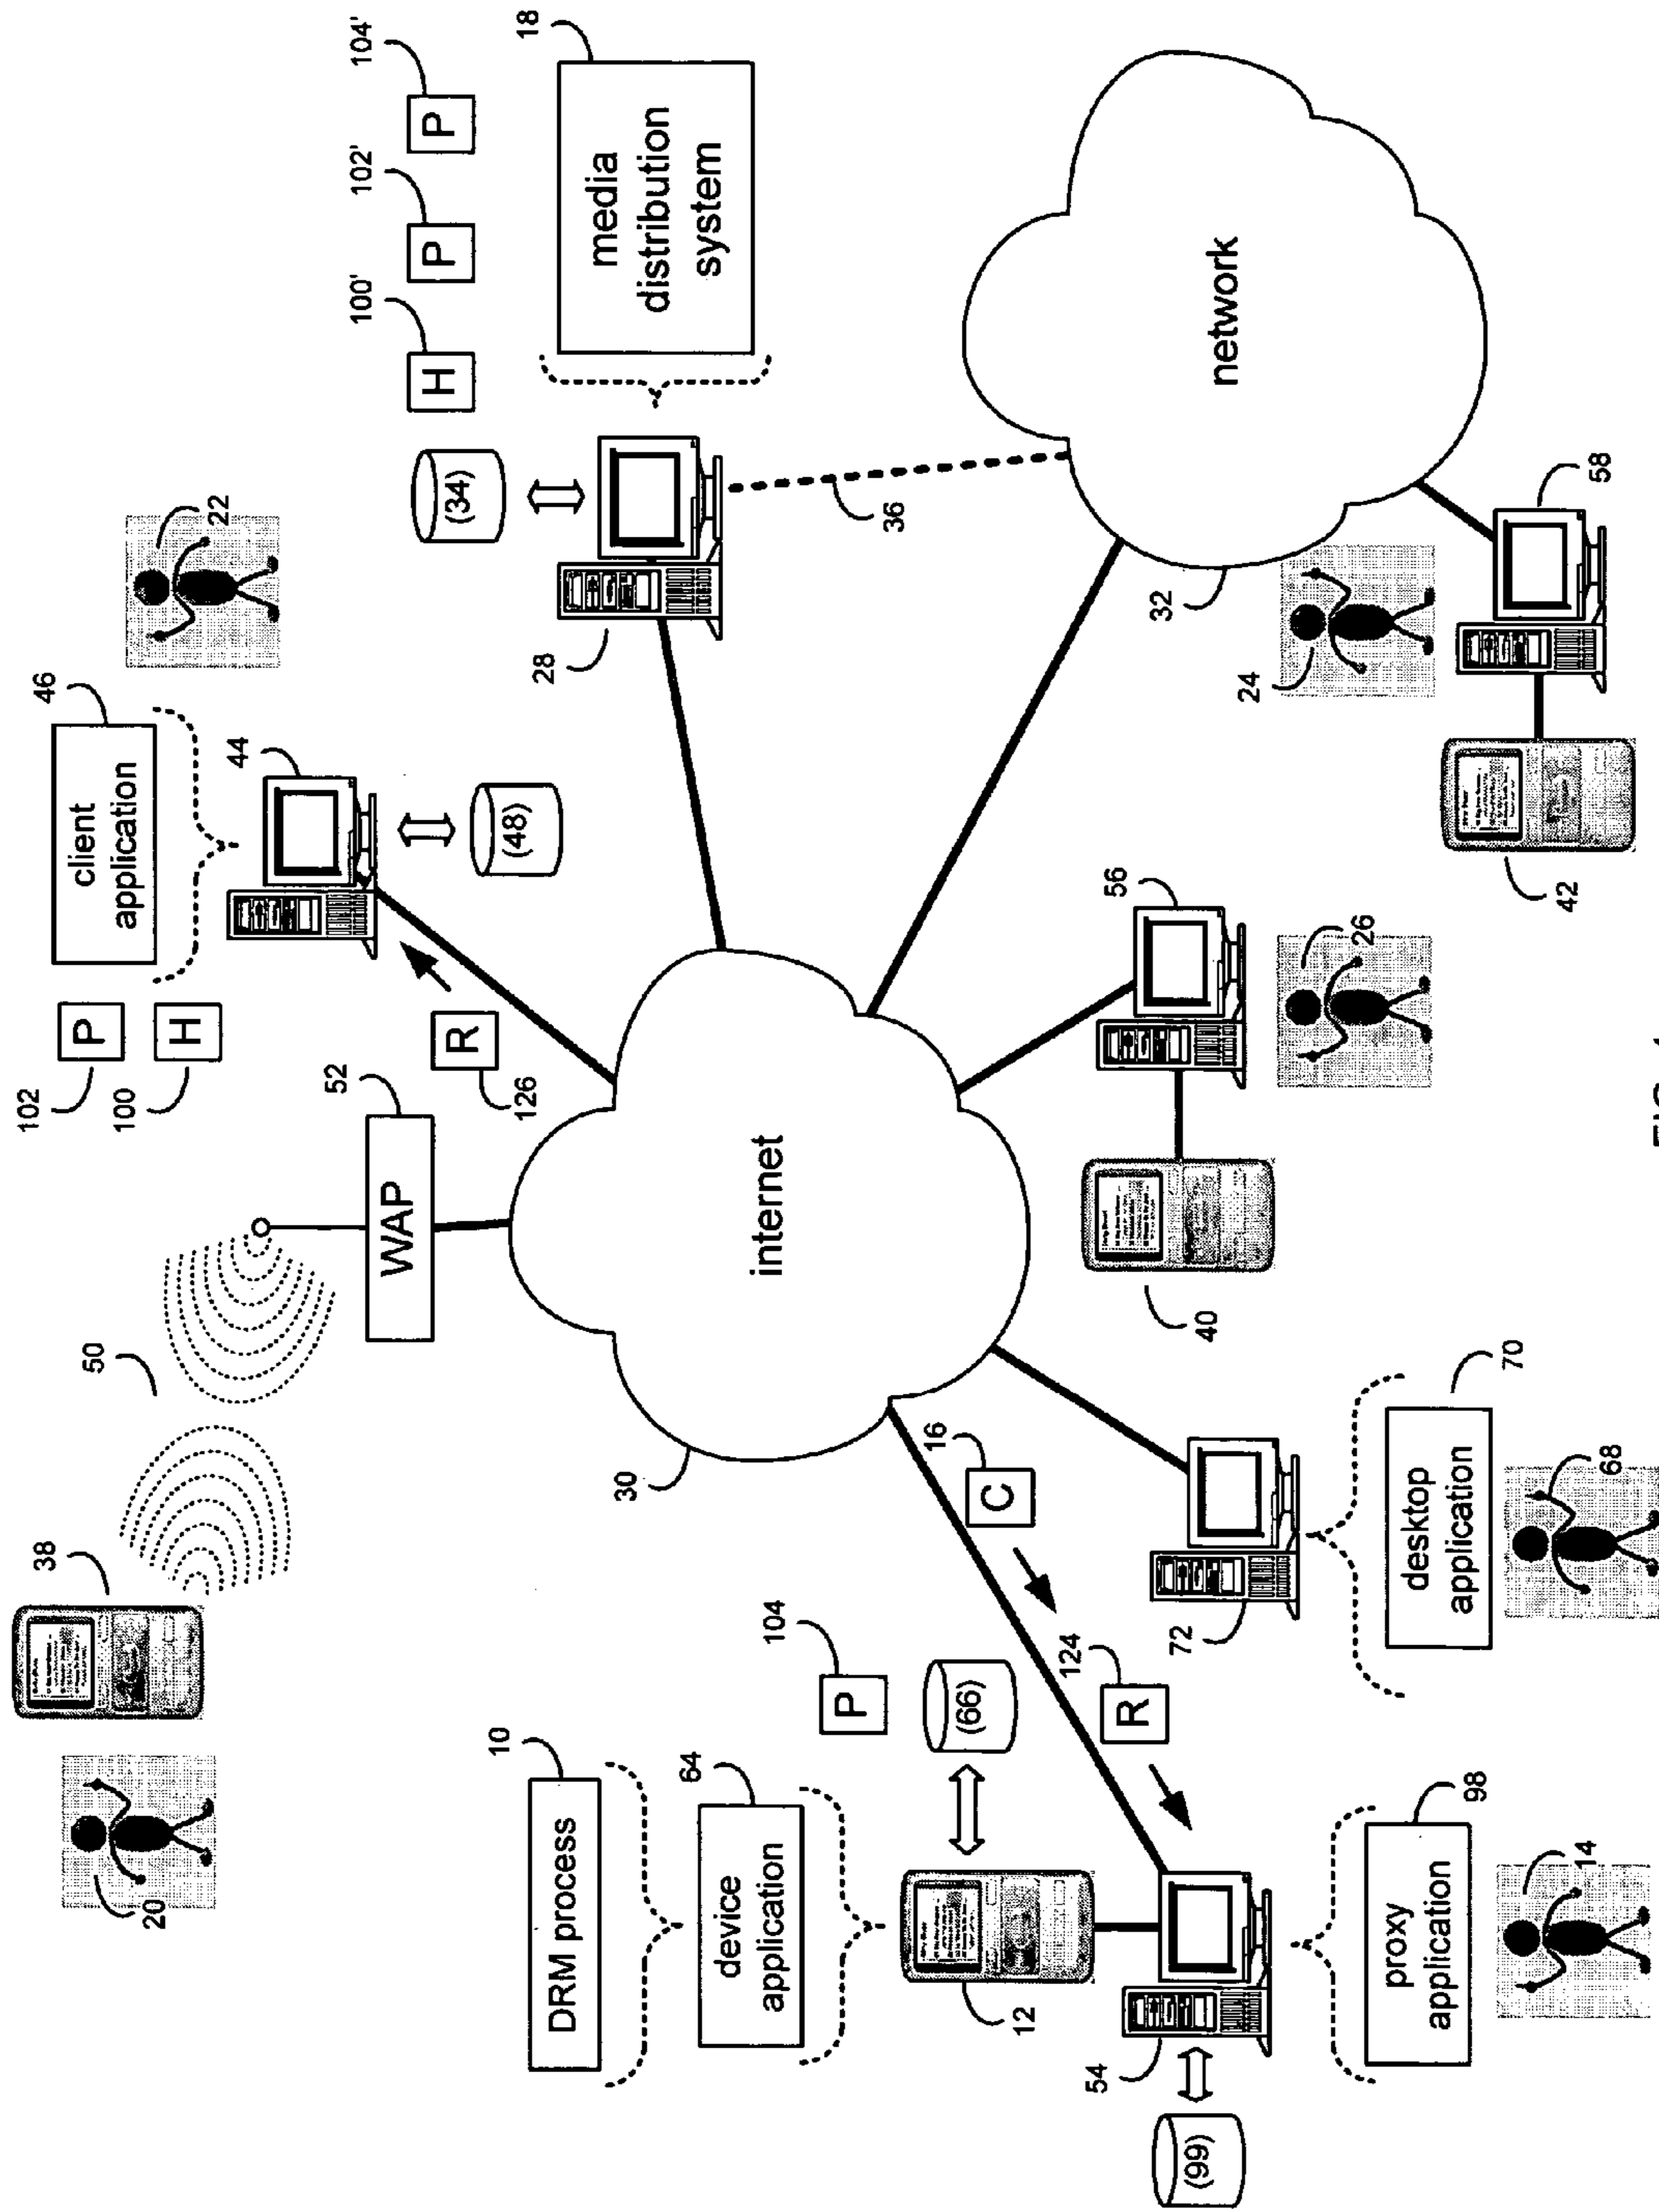 DRM process
10
device
application
64
12
(66)
P
104
54
(99)
proxy
application
98
14
R
124
C
16
20
38
50
WAP
52
internet
30
desktop
application
70
72
68
40
56
26
P
102
H
100
client
application
46
44
(48)
R
126
22
(34)
28
H
100'
P
102'
P
104'
media
distribution
system
18
36
network
32
24
42
58